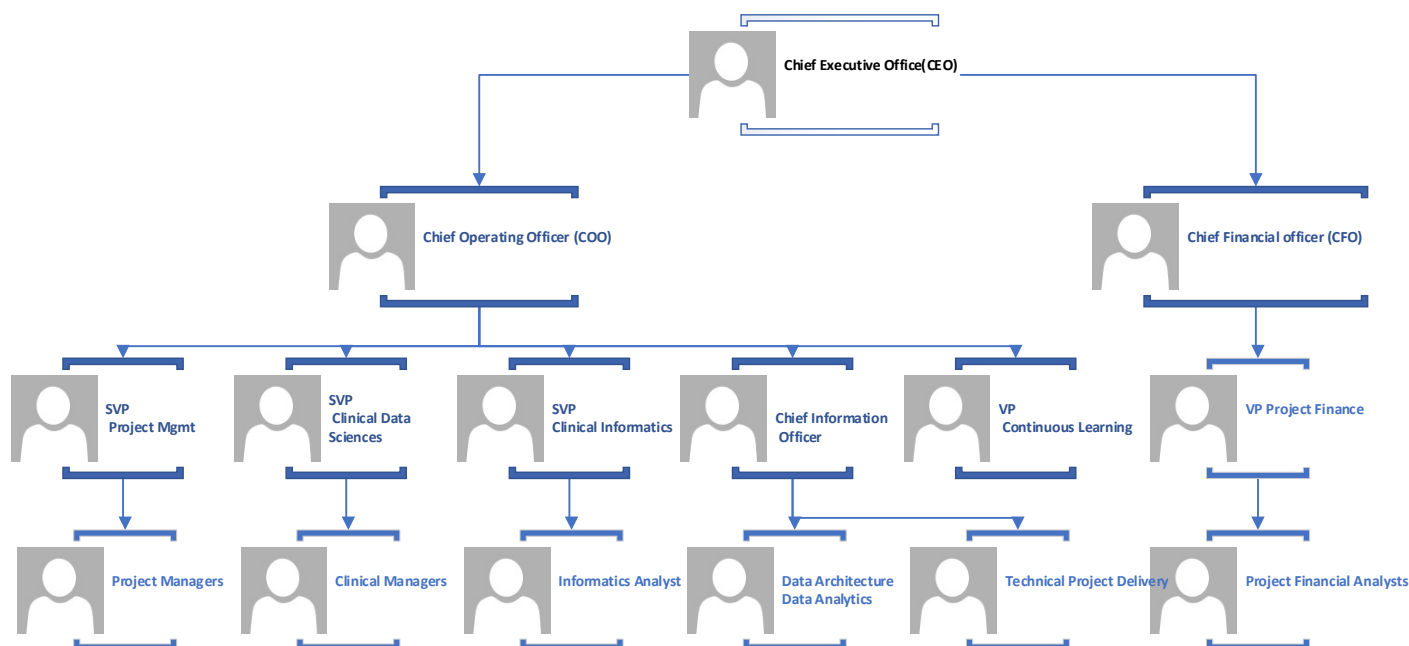 Chief Executive Office(CEO)
Chief Operating Officer (COO)
Chief Financial officer (CFO)
SVP
Project Mgmt
SVP
Clinical Data
Sciences
SVP
Clinical Informatics
Chief Information
Officer
VP
Continuous Learning
VP Project Finance
Project Managers
Clinical Managers
Informatics Analyst
Data Architecture
Data Analytics
Technical Project Delivery
Project Financial Analysts